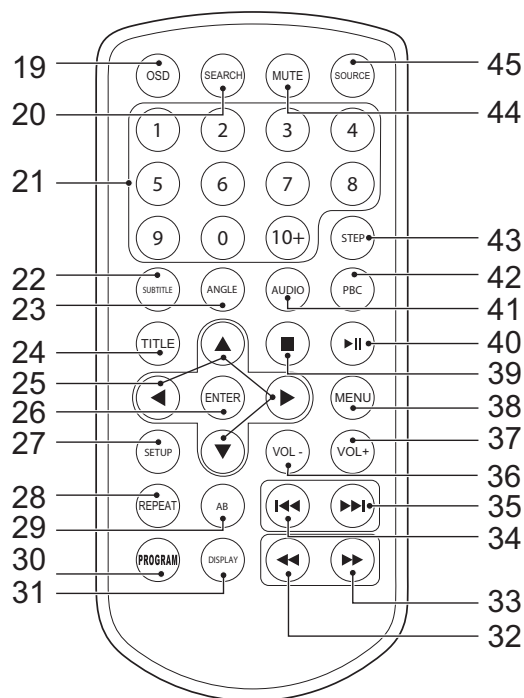 19 OSD SEARCH MUTE SOURCE 45
20 44
1 2 3 4
21 5 6 7 8
9 0 10+ STEP 43
22 SUBTITLE ANGLE AUDIO PBC 42
23 41
24 TITLE 40
25 39
26 ENTER MENU 38
27 SETUP VOL - VOL+ 37
36
28 REPEAT AB 35
29 34
30 PROGRAM DISPLAY 33
31 32